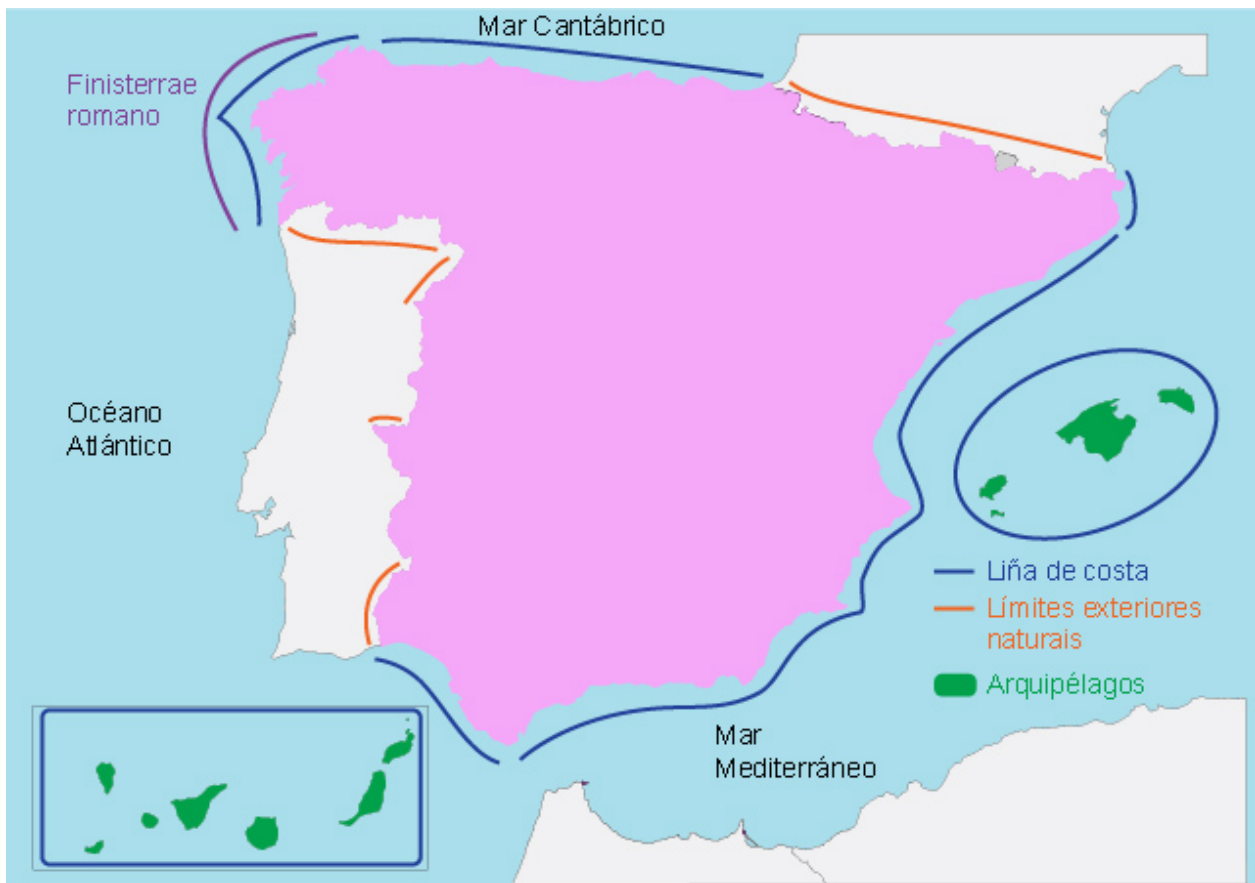 Mar Cantábrico
Finisterrae
romano
Océano
Atlántico
Liña de costa
Límites exteriores
naturais
Arquipélagos
Mar
Mediterráneo